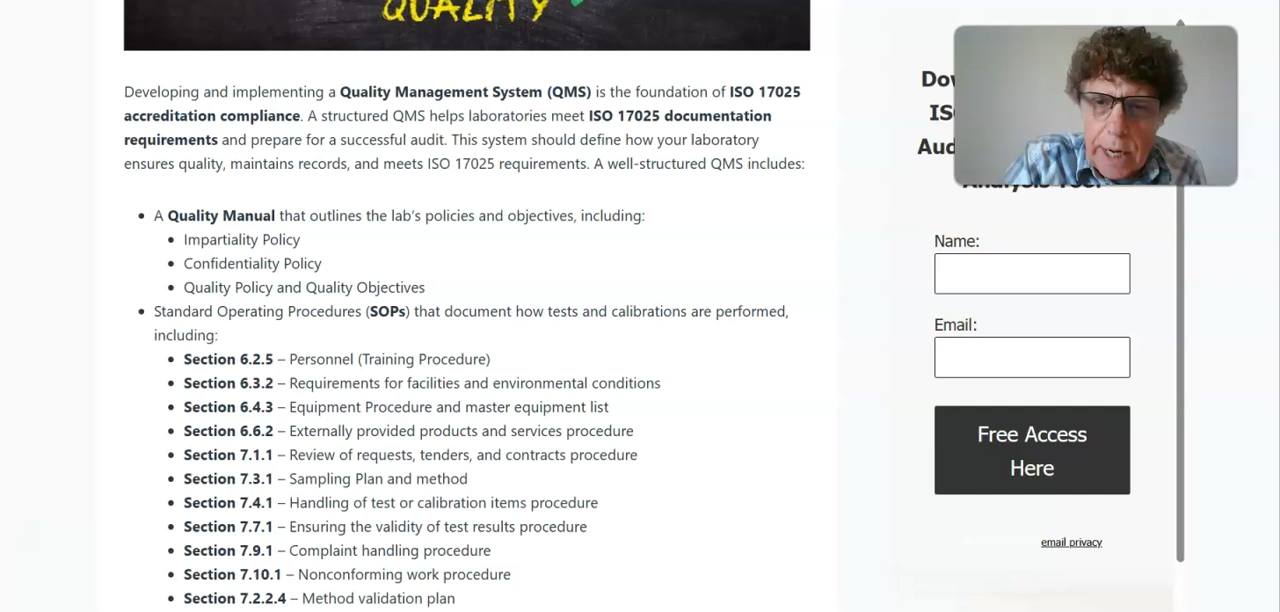 QUALITY
Developing and implementing a Quality Management System (QMS) is the foundation of ISO 17025
accreditation compliance. A structured QMS helps laboratories meet ISO 17025 documentation
requirements and prepare for a successful audit. This system should define how your laboratory
ensures quality, maintains records, and meets ISO 17025 requirements. A well-structured QMS includes:
• A Quality Manual that outlines the lab's policies and objectives, including:
• Impartiality Policy
• Confidentiality Policy
• Quality Policy and Quality Objectives
• Standard Operating Procedures (SOPs) that document how tests and calibrations are performed,
including:
• Section 6.2.5 – Personnel (Training Procedure)
• Section 6.3.2 – Requirements for facilities and environmental conditions
• Section 6.4.3 – Equipment Procedure and master equipment list
• Section 6.6.2 – Externally provided products and services procedure
• Section 7.1.1 – Review of requests, tenders, and contracts procedure
• Section 7.3.1 – Sampling Plan and method
• Section 7.4.1 – Handling of test or calibration items procedure
• Section 7.7.1 – Ensuring the validity of test results procedure
• Section 7.9.1 – Complaint handling procedure
• Section 7.10.1 – Nonconforming work procedure
• Section 7.2.2.4 – Method validation plan
Name:
Email:
Free Access
Here
email privacy